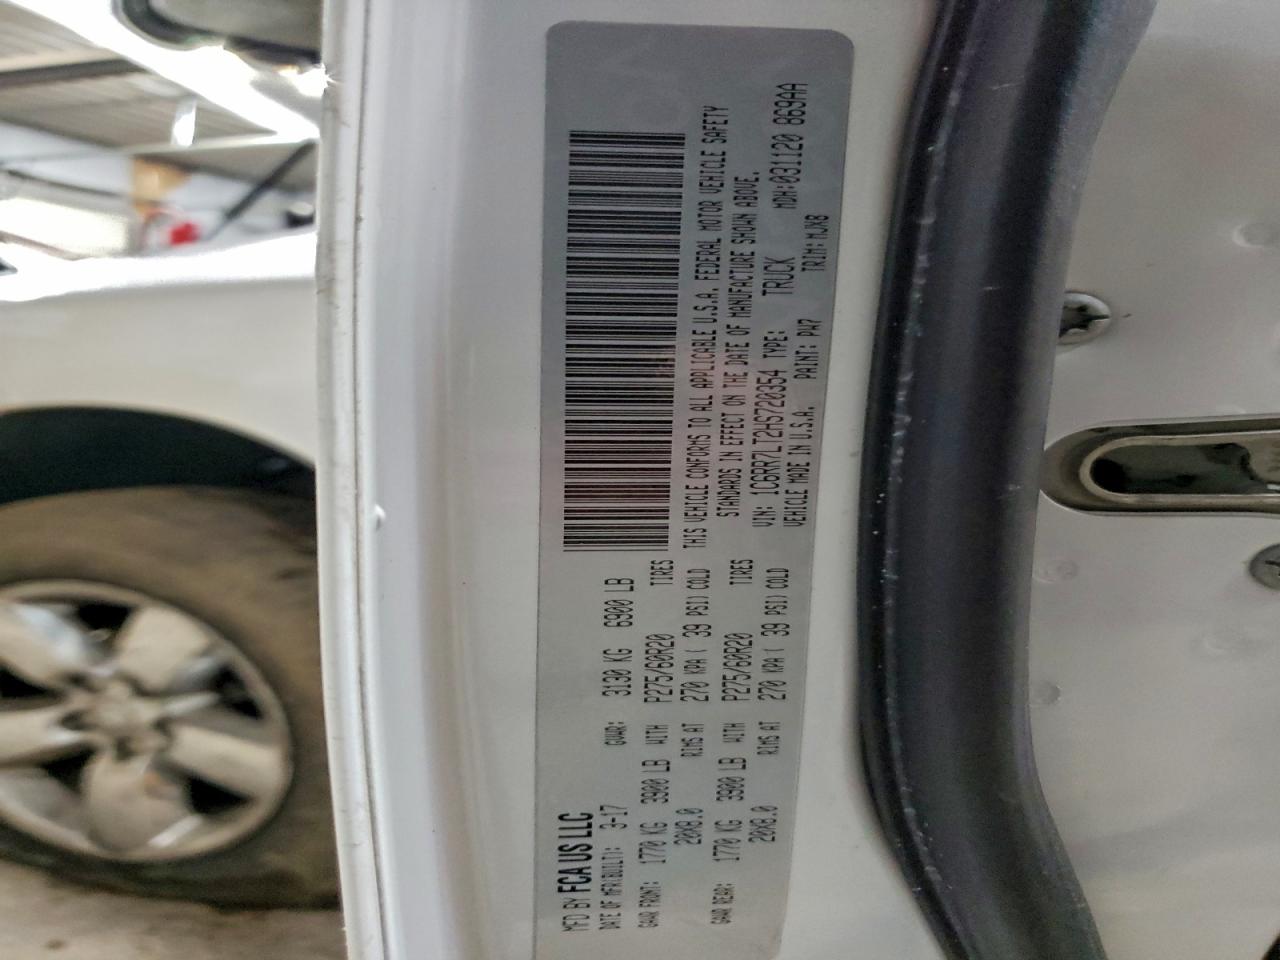 MFD BY FCA US LLC
DATE OF MFR(BUILT): 3-17 GVWR: 3130 KG 6900 LB
GAWR FRONT: 1770 KG 3900 LB WITH P275/60R20 TIRES
20X8.0 RIMS AT 270 KPA ( 39 PSI) COLD
GAWR REAR: 1770 KG 3900 LB WITH P275/60R20 TIRES
20X8.0 RIMS AT 270 KPA ( 39 PSI) COLD
THIS VEHICLE CONFORMS TO ALL APPLICABLE U.S.A. FEDERAL MOTOR VEHICLE SAFETY
STANDARDS IN EFFECT ON THE DATE OF MANUFACTURE SHOWN ABOVE.
VIN: 1C6RR7LT2HS720354 TYPE: TRUCK MDH:031120 869AA
VEHICLE MADE IN U.S.A. PAINT: PW7 TRIM:MJX8